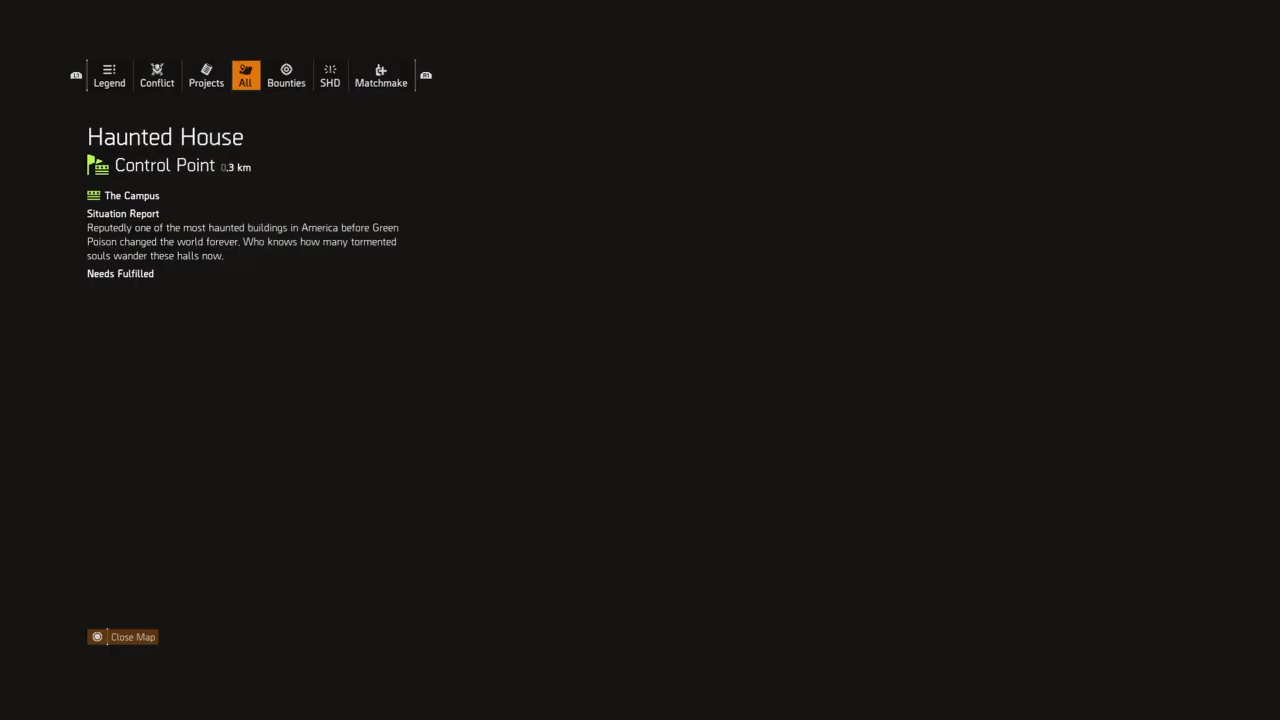 L1 Legend Conflict Projects All Bounties SHD Matchmake R1
Haunted House
Control Point 0.3 km
The Campus
Situation Report
Reputedly one of the most haunted buildings in America before Green
Poison changed the world forever. Who knows how many tormented
souls wander these halls now.
Needs Fulfilled
Close Map